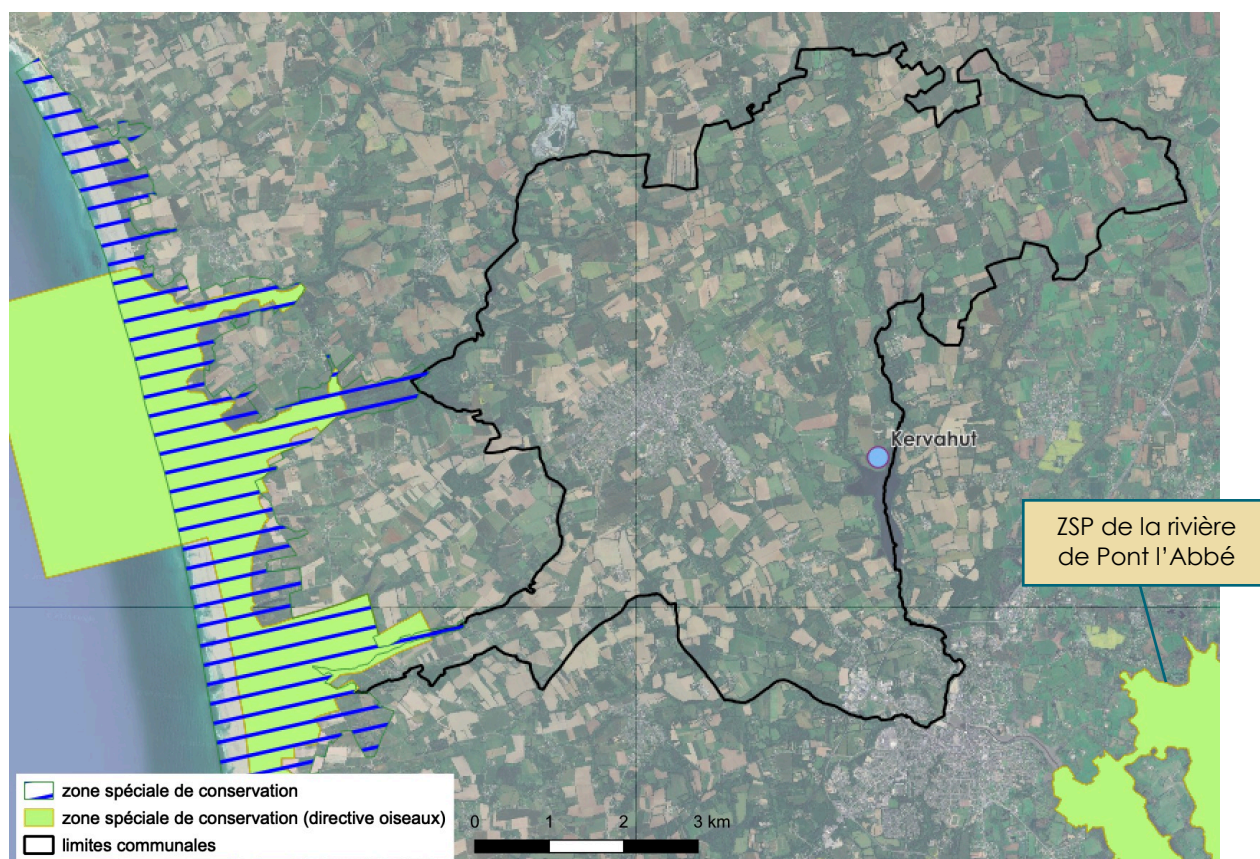 Kervahut
ZSP de la rivière
de Pont l'Abbé
zone spéciale de conservation
zone spéciale de conservation (directive oiseaux)
limites communales
0 1 2 3 km